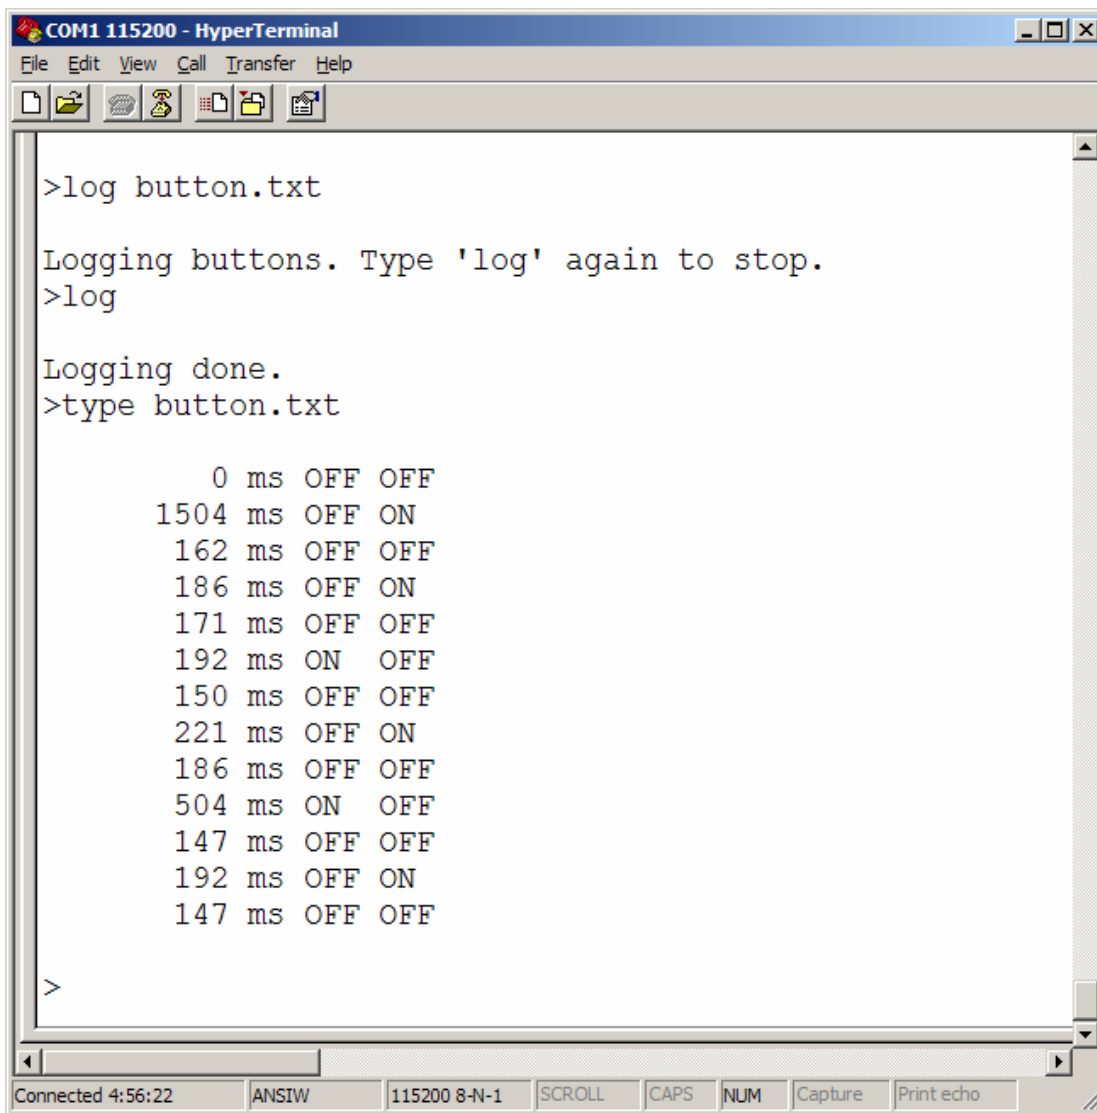 COM1 115200 - HyperTerminal
File Edit View Call Transfer Help
>log button.txt
Logging buttons. Type 'log' again to stop.
>log
Logging done.
>type button.txt
0 ms OFF OFF
1504 ms OFF ON
162 ms OFF OFF
186 ms OFF ON
171 ms OFF OFF
192 ms ON  OFF
150 ms OFF OFF
221 ms OFF ON
186 ms OFF OFF
504 ms ON  OFF
147 ms OFF OFF
192 ms OFF ON
147 ms OFF OFF
>
Connected 4:56:22 ANSIW 115200 8-N-1 SCROLL CAPS NUM Capture Print echo